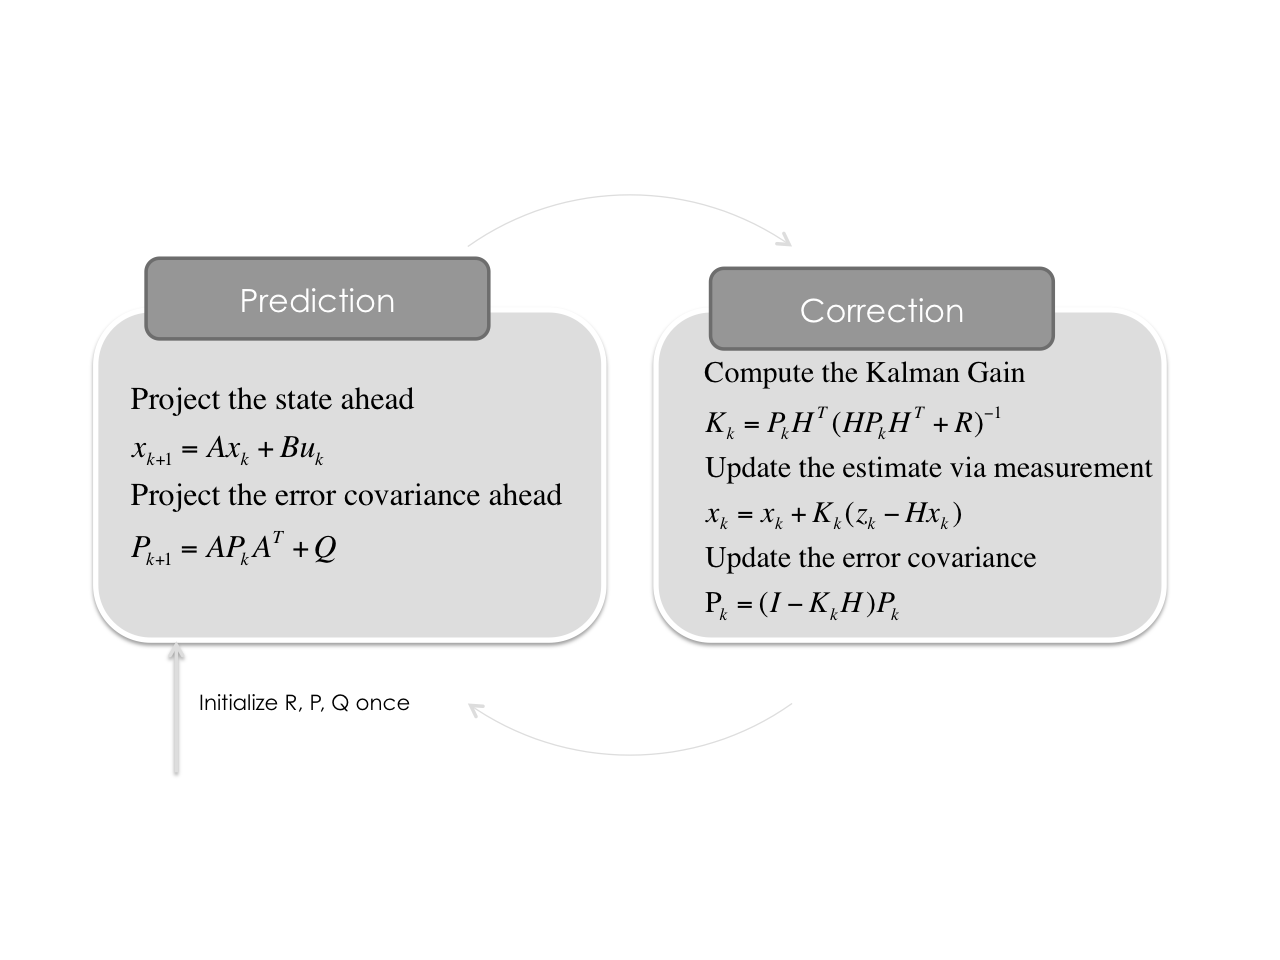 Prediction
Project the state ahead
x_{k+1} = Ax_k + Bu_k
Project the error covariance ahead
P_{k+1} = AP_kA^T + Q
Initialize R, P, Q once
Correction
Compute the Kalman Gain
K_k = P_kH^T(HP_kH^T + R)^{-1}
Update the estimate via measurement
x_k = x_k + K_k(z_k − Hx_k)
Update the error covariance
P_k = (I − K_kH)P_k